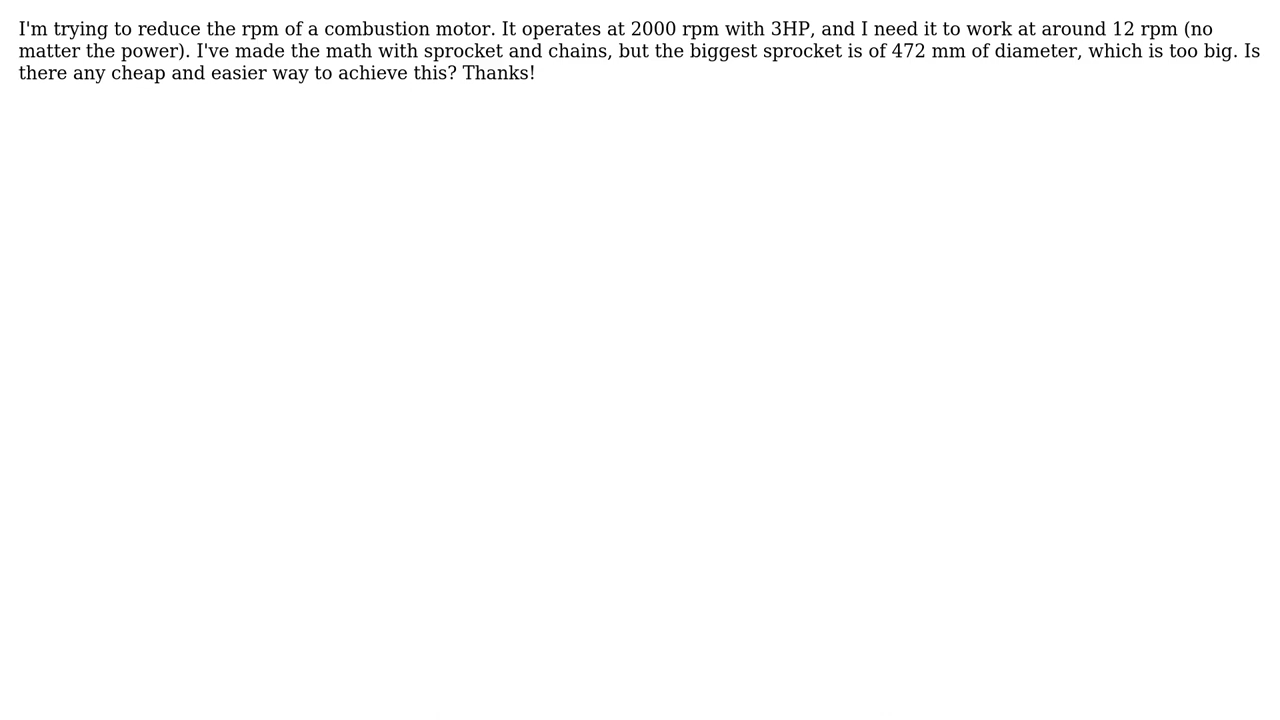 I'm trying to reduce the rpm of a combustion motor. It operates at 2000 rpm with 3HP, and I need it to work at around 12 rpm (no
matter the power). I've made the math with sprocket and chains, but the biggest sprocket is of 472 mm of diameter, which is too big. Is
there any cheap and easier way to achieve this? Thanks!